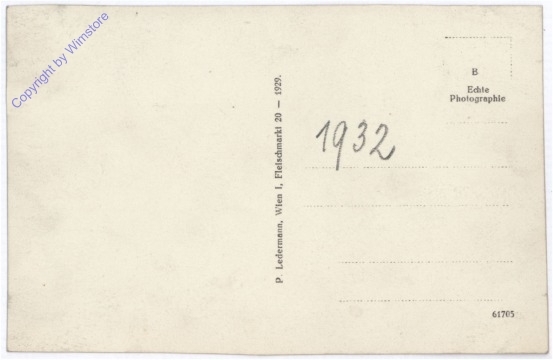 Copyright by Wimstore
B
Echte
Photographie
P. Ledermann, Wien I, Fleischmarkt 20 — 1929.
1932
61705